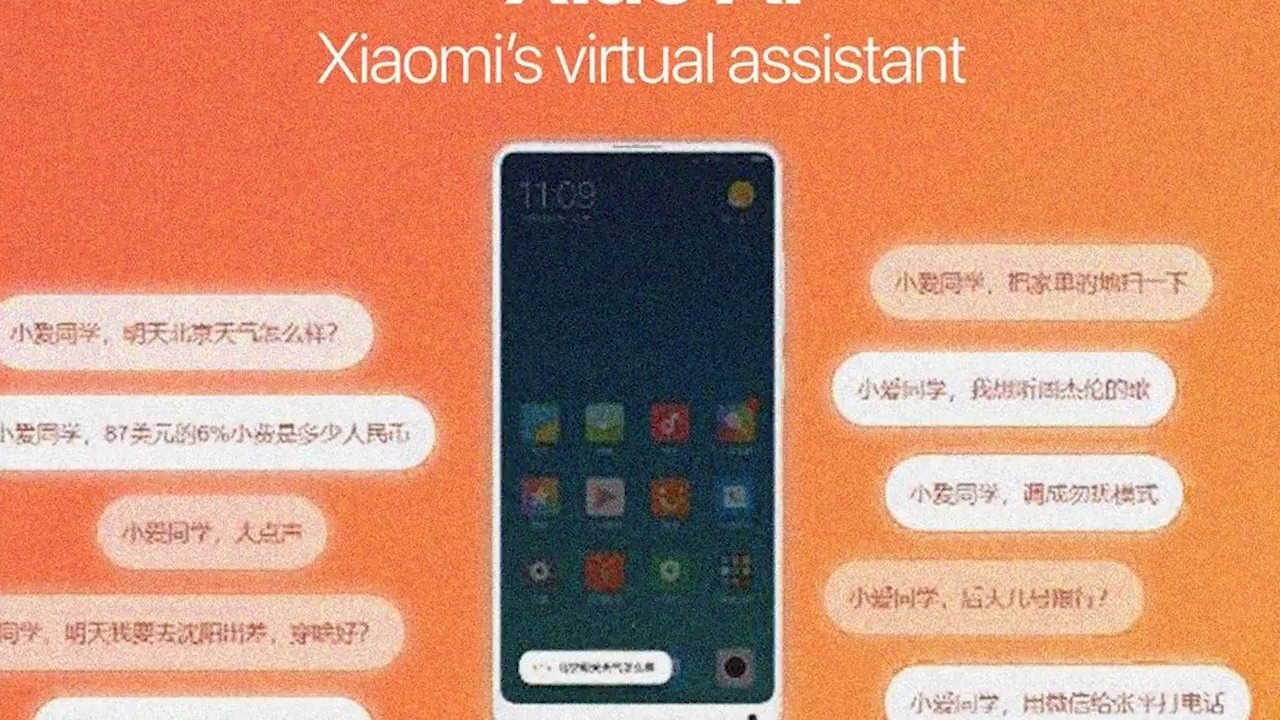 Xiaomi's virtual assistant
11:09
小爱同学，把家里的地扫一下
小爱同学，明天北京天气怎么样？
小爱同学，我想听周杰伦的歌
小爱同学，87美元的6%小费是多少人民币
小爱同学，调成勿扰模式
小爱同学，大点声
小爱同学，后天几号限行？
同学，明天我要去沈阳出差，穿啥好？
小爱同学，用微信给张平打电话